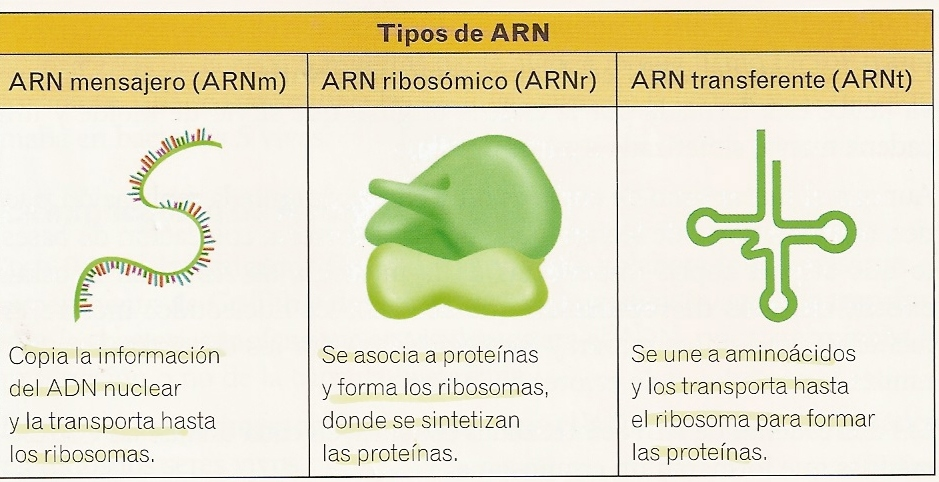 Tipos de ARN
ARN mensajero (ARNm)
ARN ribosómico (ARNr)
ARN transferente (ARNt)
Copia la información
del ADN nuclear
y la transporta hasta
los ribosomas.
Se asocia a proteínas
y forma los ribosomas,
donde se sintetizan
las proteínas.
Se une a aminoácidos
y los transporta hasta
el ribosoma para formar
las proteínas.